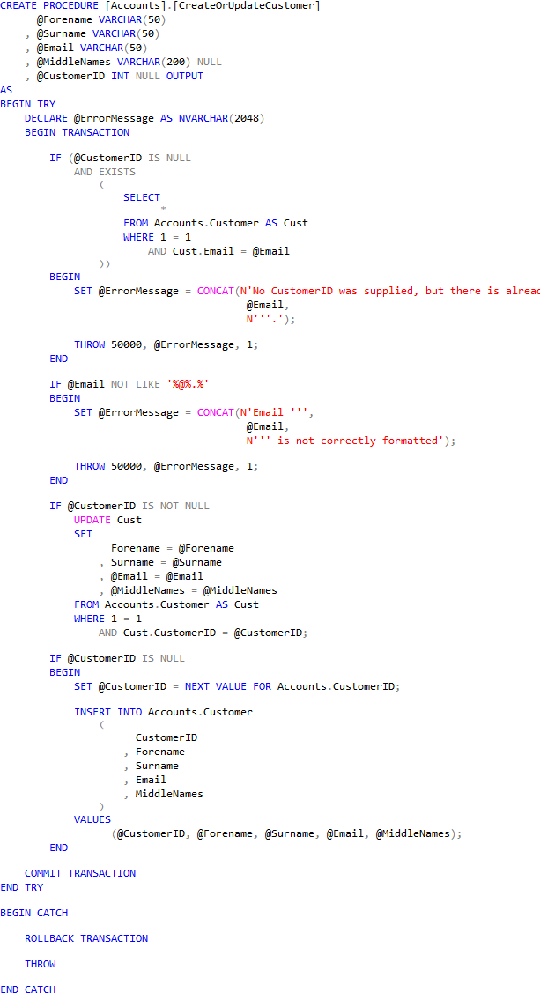 CREATE PROCEDURE [Accounts].[CreateOrUpdateCustomer]
@Forename VARCHAR(50)
, @Surname VARCHAR(50)
, @Email VARCHAR(50)
, @MiddleNames VARCHAR(200) NULL
, @CustomerID INT NULL OUTPUT
AS
BEGIN TRY
DECLARE @ErrorMessage AS NVARCHAR(2048)
BEGIN TRANSACTION
IF (@CustomerID IS NULL
AND EXISTS
(
SELECT
*
FROM Accounts.Customer AS Cust
WHERE 1 = 1
AND Cust.Email = @Email
))
BEGIN
SET @ErrorMessage = CONCAT(N'No CustomerID was supplied, but there is
@Email,
N'''.');
THROW 50000, @ErrorMessage, 1;
END
IF @Email NOT LIKE '%@%.%'
BEGIN
SET @ErrorMessage = CONCAT(N'Email ''',
@Email,
N''' is not correctly formatted');
THROW 50000, @ErrorMessage, 1;
END
IF @CustomerID IS NOT NULL
UPDATE Cust
SET
Forename = @Forename
, Surname = @Surname
, @Email = @Email
, @MiddleNames = @MiddleNames
FROM Accounts.Customer AS Cust
WHERE 1 = 1
AND Cust.CustomerID = @CustomerID;
IF @CustomerID IS NULL
BEGIN
SET @CustomerID = NEXT VALUE FOR Accounts.CustomerID;
INSERT INTO Accounts.Customer
(
CustomerID
, Forename
, Surname
, Email
, MiddleNames
)
VALUES
(@CustomerID, @Forename, @Surname, @Email, @MiddleNames);
END
COMMIT TRANSACTION
END TRY
BEGIN CATCH
ROLLBACK TRANSACTION
THROW
END CATCH